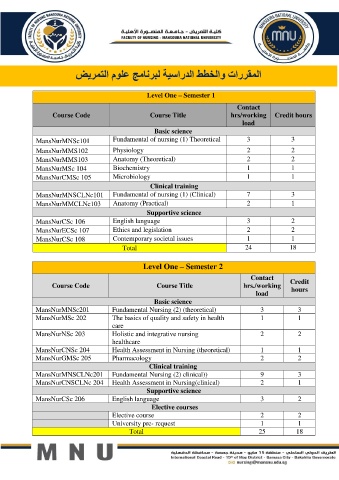 كلية التمريض - جامعة المنصورة الأهلية
FACULTY OF NURSING - MANSOURA NATIONAL UNIVERSITY
MNU
المقررات والخطط الدراسية لبرنامج علوم التمريض
Level One – Semester 1
Course Code Course Title Contact hrs/working load Credit hours
Basic science
MansNurMNSc101 Fundamental of nursing (1) Theoretical 3 3
MansNurMMS102 Physiology 2 2
MansNurMMS103 Anatomy (Theoretical) 2 2
MansNurMSc 104 Biochemistry 1 1
MansNurCMSc 105 Microbiology 1 1
Clinical training
MansNurMNSCLNc101 Fundamental of nursing (1) (Clinical) 7 3
MansNurMMCLNc103 Anatomy (Practical) 2 1
Supportive science
MansNurCSc 106 English language 3 2
MansNurECSc 107 Ethics and legislation 2 2
MansNurCSc 108 Contemporary societal issues 1 1
Total 24 18
Level One – Semester 2
Course Code Course Title Contact hrs./working load Credit hours
Basic science
MansNurMNSc201 Fundamental Nursing (2) (theoretical) 3 3
MansNurMSc 202 The basics of quality and safety in health care 1 1
MansNurNSc 203 Holistic and integrative nursing healthcare 2 2
MansNurCNSc 204 Health Assessment in Nursing (theoretical) 1 1
MansNurGMSc 205 Pharmacology 2 2
Clinical training
MansNurMNSCLNc201 Fundamental Nursing (2) clinical)) 9 3
MansNurCNSCLNc 204 Health Assessment in Nursing(clinical) 2 1
Supportive science
MansNurCSc 206 English language 3 2
Elective courses
Elective course 2 2
University pre- request 1 1
Total 25 18
M N U
International Coastal Road - 15th of May District - Gamasa City - Dakahlia Governorate
nursing@manmnu.edu.eg